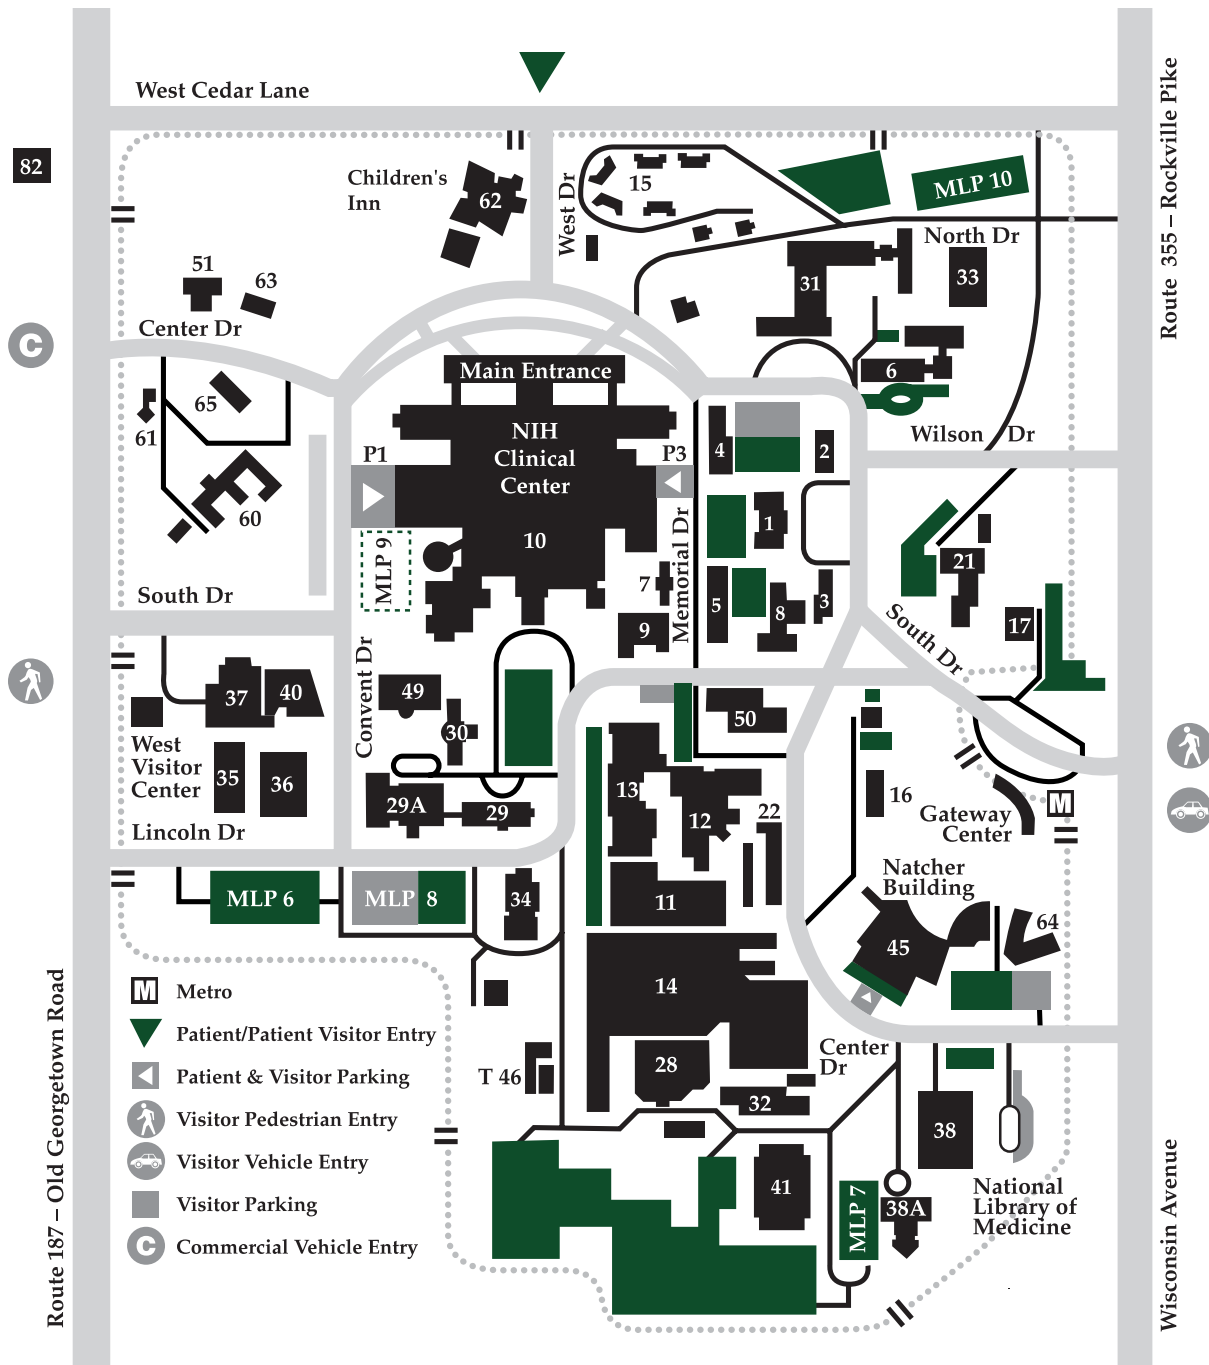 West Cedar Lane
Route 355 – Rockville Pike
82
Children's
Inn
62
West Dr
15
MLP 10
North Dr
51
63
31
33
Center Dr
C
Main Entrance
6
65
61
NIH
Clinical
Center
10
P1
P3
4
2
Wilson Dr
60
MLP 9
Memorial Dr
1
7
5
8
3
21
South Dr
9
17
South Dr
37
40
Convent Dr
49
30
50
West
Visitor
Center
35
36
13
16
Gateway
Center
M
29A
29
12
22
Lincoln Dr
Natcher
Building
MLP 6
MLP 8
34
11
45
64
14
M Metro
Patient/Patient Visitor Entry
Patient & Visitor Parking
Visitor Pedestrian Entry
Visitor Vehicle Entry
Visitor Parking
C Commercial Vehicle Entry
Center
Dr
T 46
28
32
38
41
MLP 7
38A
National
Library of
Medicine
Route 187 – Old Georgetown Road
Wisconsin Avenue